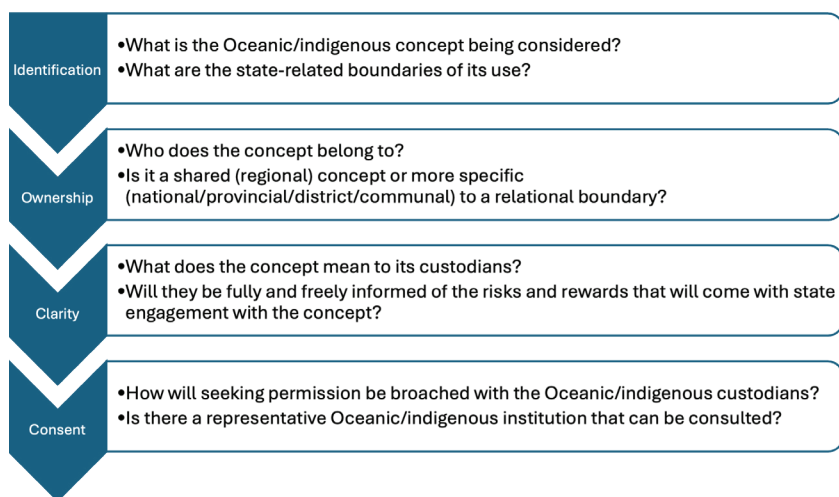 Identification
•What is the Oceanic/indigenous concept being considered?
•What are the state-related boundaries of its use?
Ownership
•Who does the concept belong to?
•Is it a shared (regional) concept or more specific
(national/provincial/district/communal) to a relational boundary?
Clarity
•What does the concept mean to its custodians?
•Will they be fully and freely informed of the risks and rewards that will come with state
engagement with the concept?
Consent
•How will seeking permission be broached with the Oceanic/indigenous custodians?
•Is there a representative Oceanic/indigenous institution that can be consulted?